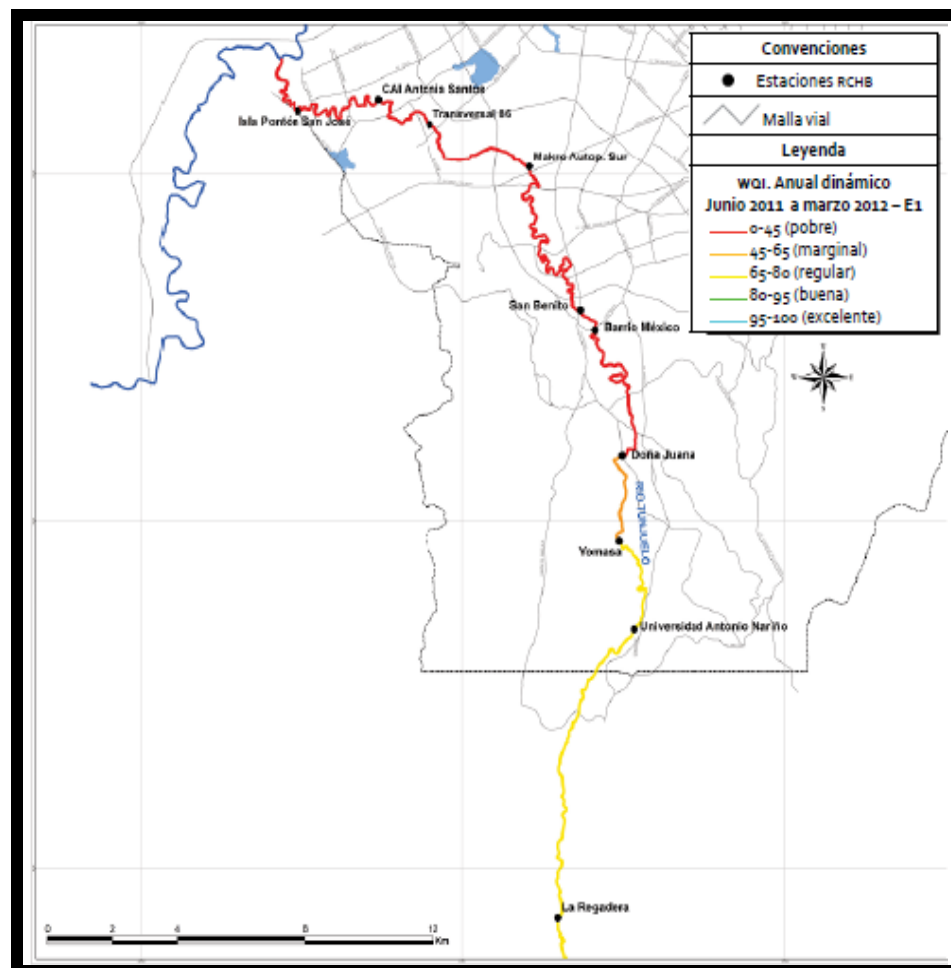 Convenciones
Estaciones RCHB
Malla vial
Leyenda
WQI. Anual dinámico
Junio 2011 a marzo 2012 – E1
0-45 (pobre)
45-65 (marginal)
65-80 (regular)
80-95 (buena)
95-100 (excelente)
CAI Antonia Santos
Isla Pontón San José
Transversal 86
Makro Autop. Sur
San Benito
Barrio México
Doña Juana
RIO TUNJUELO
Yomasa
Universidad Antonio Nariño
La Regadera
0 2 4 8 12
Km